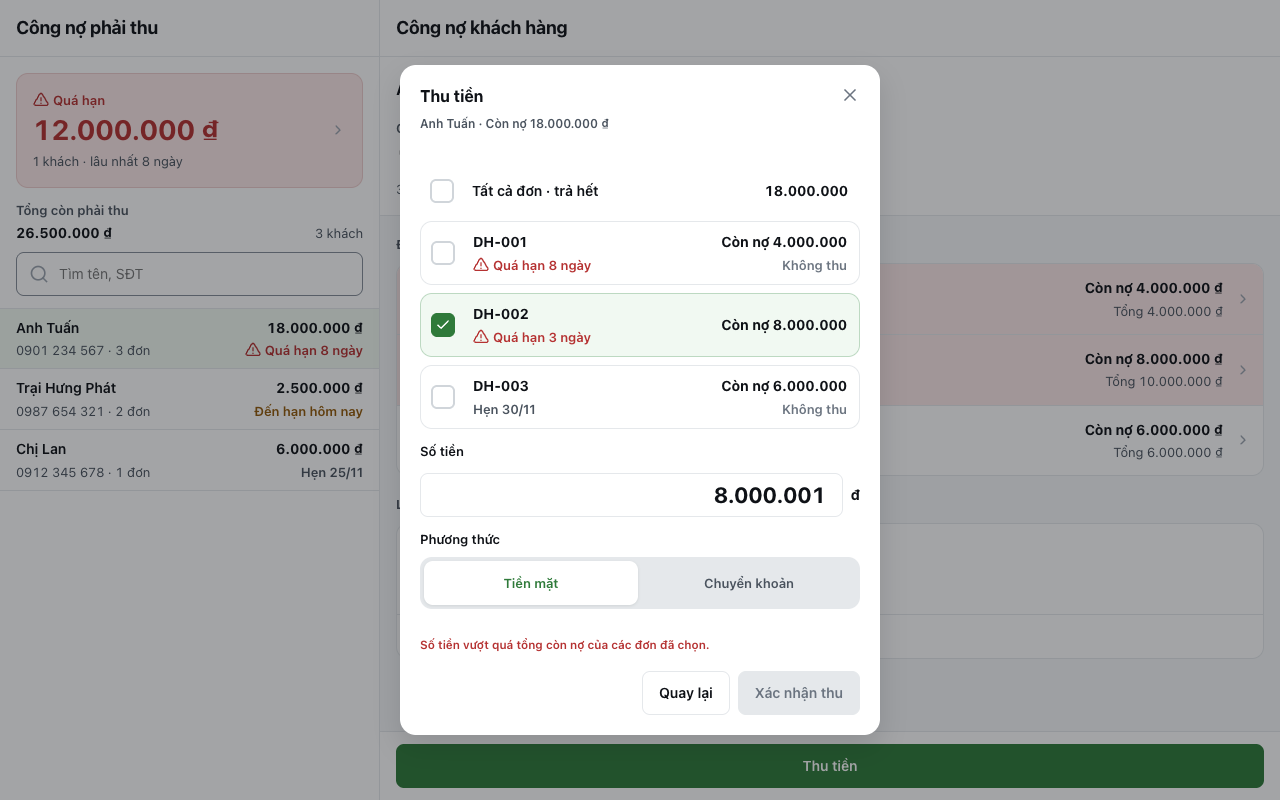 Công nợ phải thu
Quá hạn
12.000.000 ₫
1 khách · lâu nhất 8 ngày
Tổng còn phải thu
26.500.000 ₫
3 khách
Tìm tên, SĐT
Anh Tuấn
18.000.000 ₫
0901 234 567 · 3 đơn
Quá hạn 8 ngày
Trại Hưng Phát
2.500.000 ₫
0987 654 321 · 2 đơn
Đến hạn hôm nay
Chị Lan
6.000.000 ₫
0912 345 678 · 1 đơn
Hẹn 25/11
Công nợ khách hàng
Còn nợ 4.000.000 ₫
Tổng 4.000.000 ₫
Còn nợ 8.000.000 ₫
Tổng 10.000.000 ₫
Còn nợ 6.000.000 ₫
Tổng 6.000.000 ₫
Thu tiền
Thu tiền
Anh Tuấn · Còn nợ 18.000.000 ₫
Tất cả đơn · trả hết
18.000.000
DH-001
Còn nợ 4.000.000
Quá hạn 8 ngày
Không thu
DH-002
Quá hạn 3 ngày
Còn nợ 8.000.000
DH-003
Còn nợ 6.000.000
Hẹn 30/11
Không thu
Số tiền
8.000.001 đ
Phương thức
Tiền mặt
Chuyển khoản
Số tiền vượt quá tổng còn nợ của các đơn đã chọn.
Quay lại
Xác nhận thu